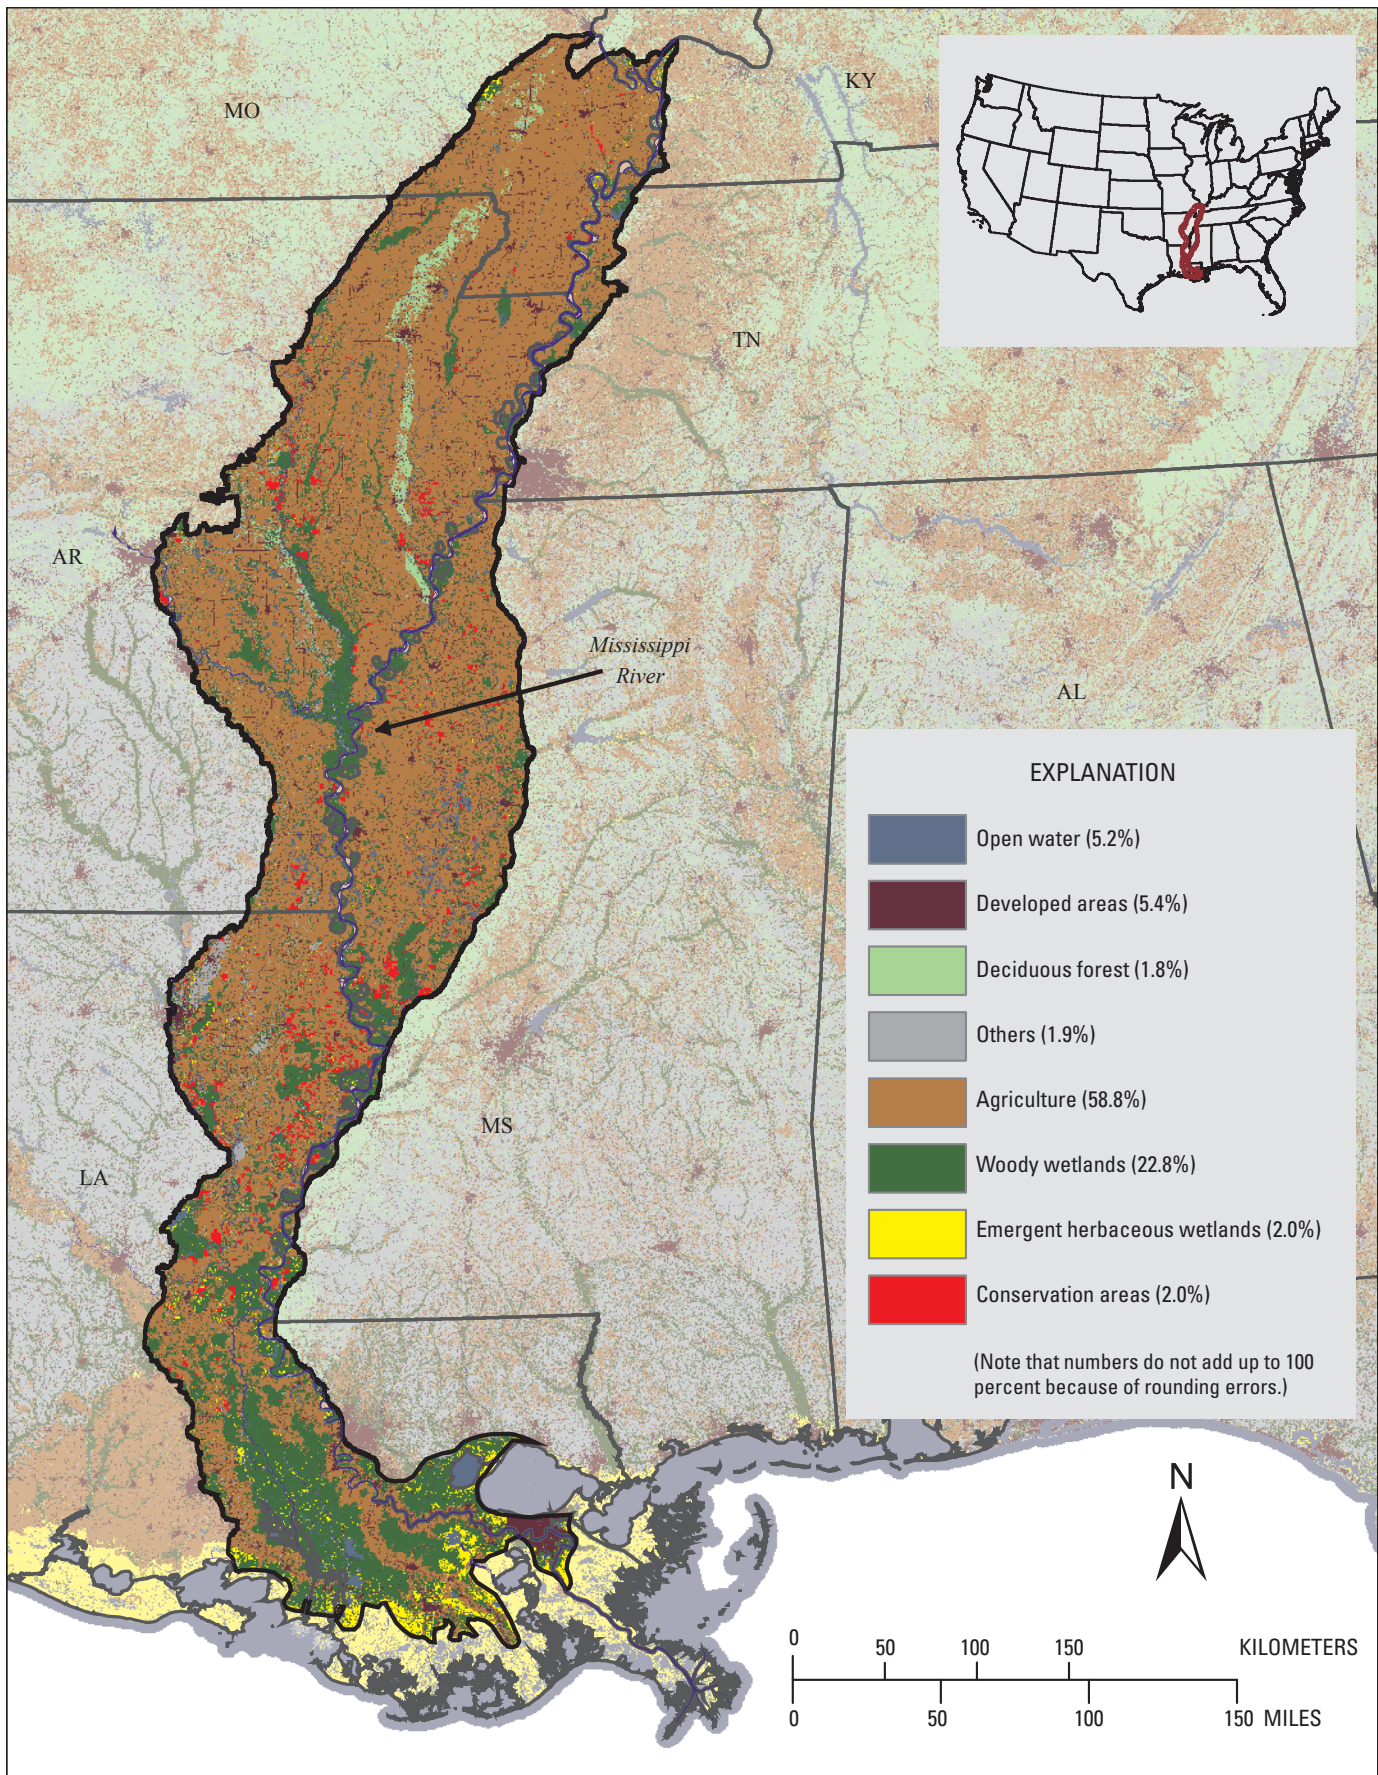 MO
KY
TN
AR
Mississippi
River
AL
MS
LA
EXPLANATION
Open water (5.2%)
Developed areas (5.4%)
Deciduous forest (1.8%)
Others (1.9%)
Agriculture (58.8%)
Woody wetlands (22.8%)
Emergent herbaceous wetlands (2.0%)
Conservation areas (2.0%)
(Note that numbers do not add up to 100
percent because of rounding errors.)
N
0 50 100 150 KILOMETERS
0 50 100 150 MILES